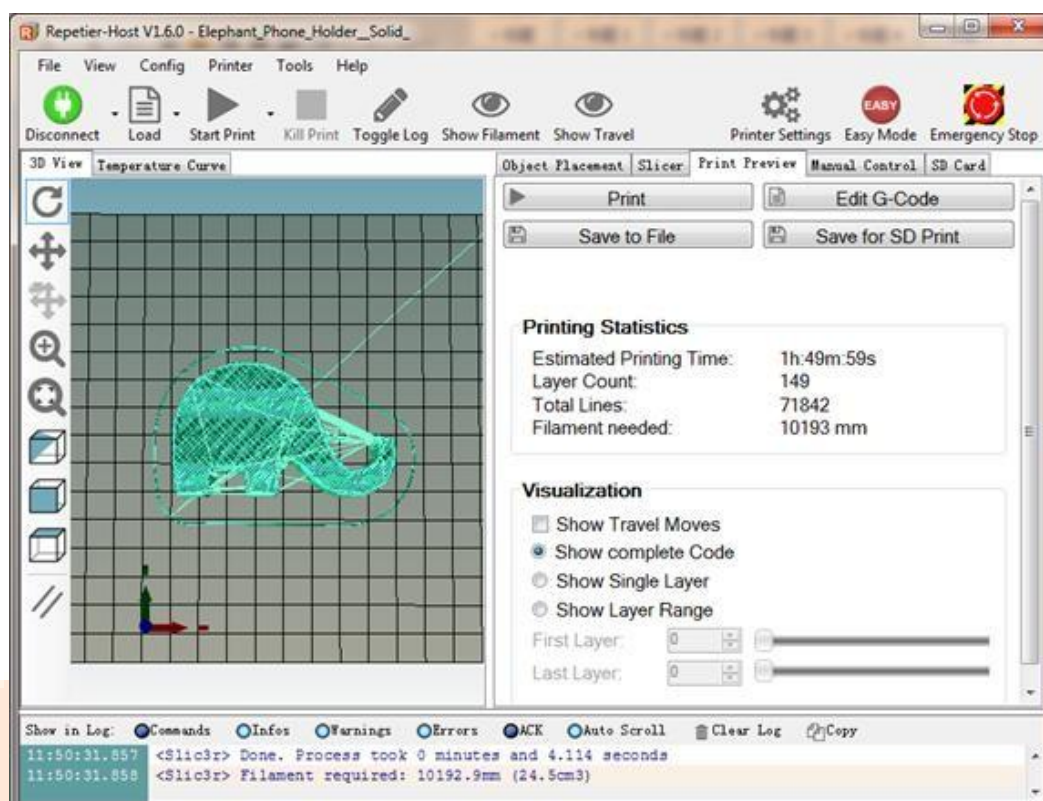 Repetier-Host V1.6.0 - Elephant_Phone_Holder__Solid_
File View Config Printer Tools Help
Disconnect Load Start Print Kill Print Toggle Log Show Filament Show Travel Printer Settings Easy Mode Emergency Stop
EASY
3D View Temperature Curve
Object Placement Slicer Print Preview Manual Control SD Card
Print Edit G-Code
Save to File Save for SD Print
Printing Statistics
Estimated Printing Time: 1h:49m:59s
Layer Count: 149
Total Lines: 71842
Filament needed: 10193 mm
Visualization
Show Travel Moves
Show complete Code
Show Single Layer
Show Layer Range
First Layer: 0
Last Layer: 0
Show in Log: Commands Infos Warnings Errors ACK Auto Scroll Clear Log Copy
11:50:31.857 <Slic3r> Done. Process took 0 minutes and 4.114 seconds
11:50:31.858 <Slic3r> Filament required: 10192.9mm (24.5cm3)